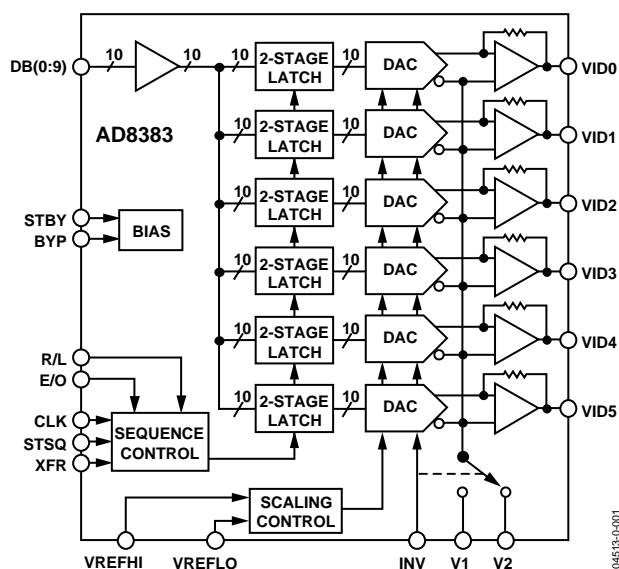 DB(0:9)
10
10
10
2-STAGE
LATCH
10
DAC
VID0
AD8383
10
2-STAGE
LATCH
10
DAC
VID1
STBY
BYP
BIAS
10
2-STAGE
LATCH
10
DAC
VID2
10
2-STAGE
LATCH
10
DAC
VID3
R/L
E/O
10
2-STAGE
LATCH
10
DAC
VID4
CLK
STSQ
XFR
SEQUENCE
CONTROL
10
2-STAGE
LATCH
10
DAC
VID5
SCALING
CONTROL
VREFHI
VREFLO
INV
V1
V2
04513-0-001